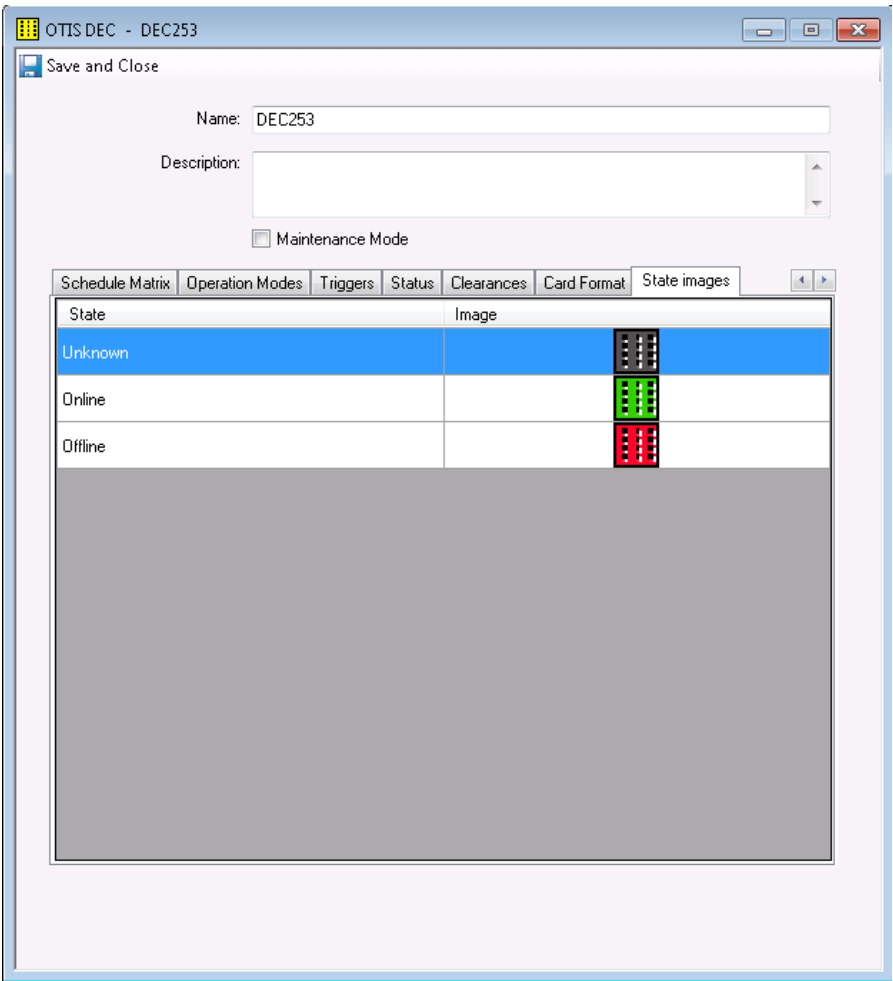 OTIS DEC - DEC253
Save and Close
Name: DEC253
Description:
Maintenance Mode
Schedule Matrix Operation Modes Triggers Status Clearances Card Format State images
State Image
Unknown
Online
Offline